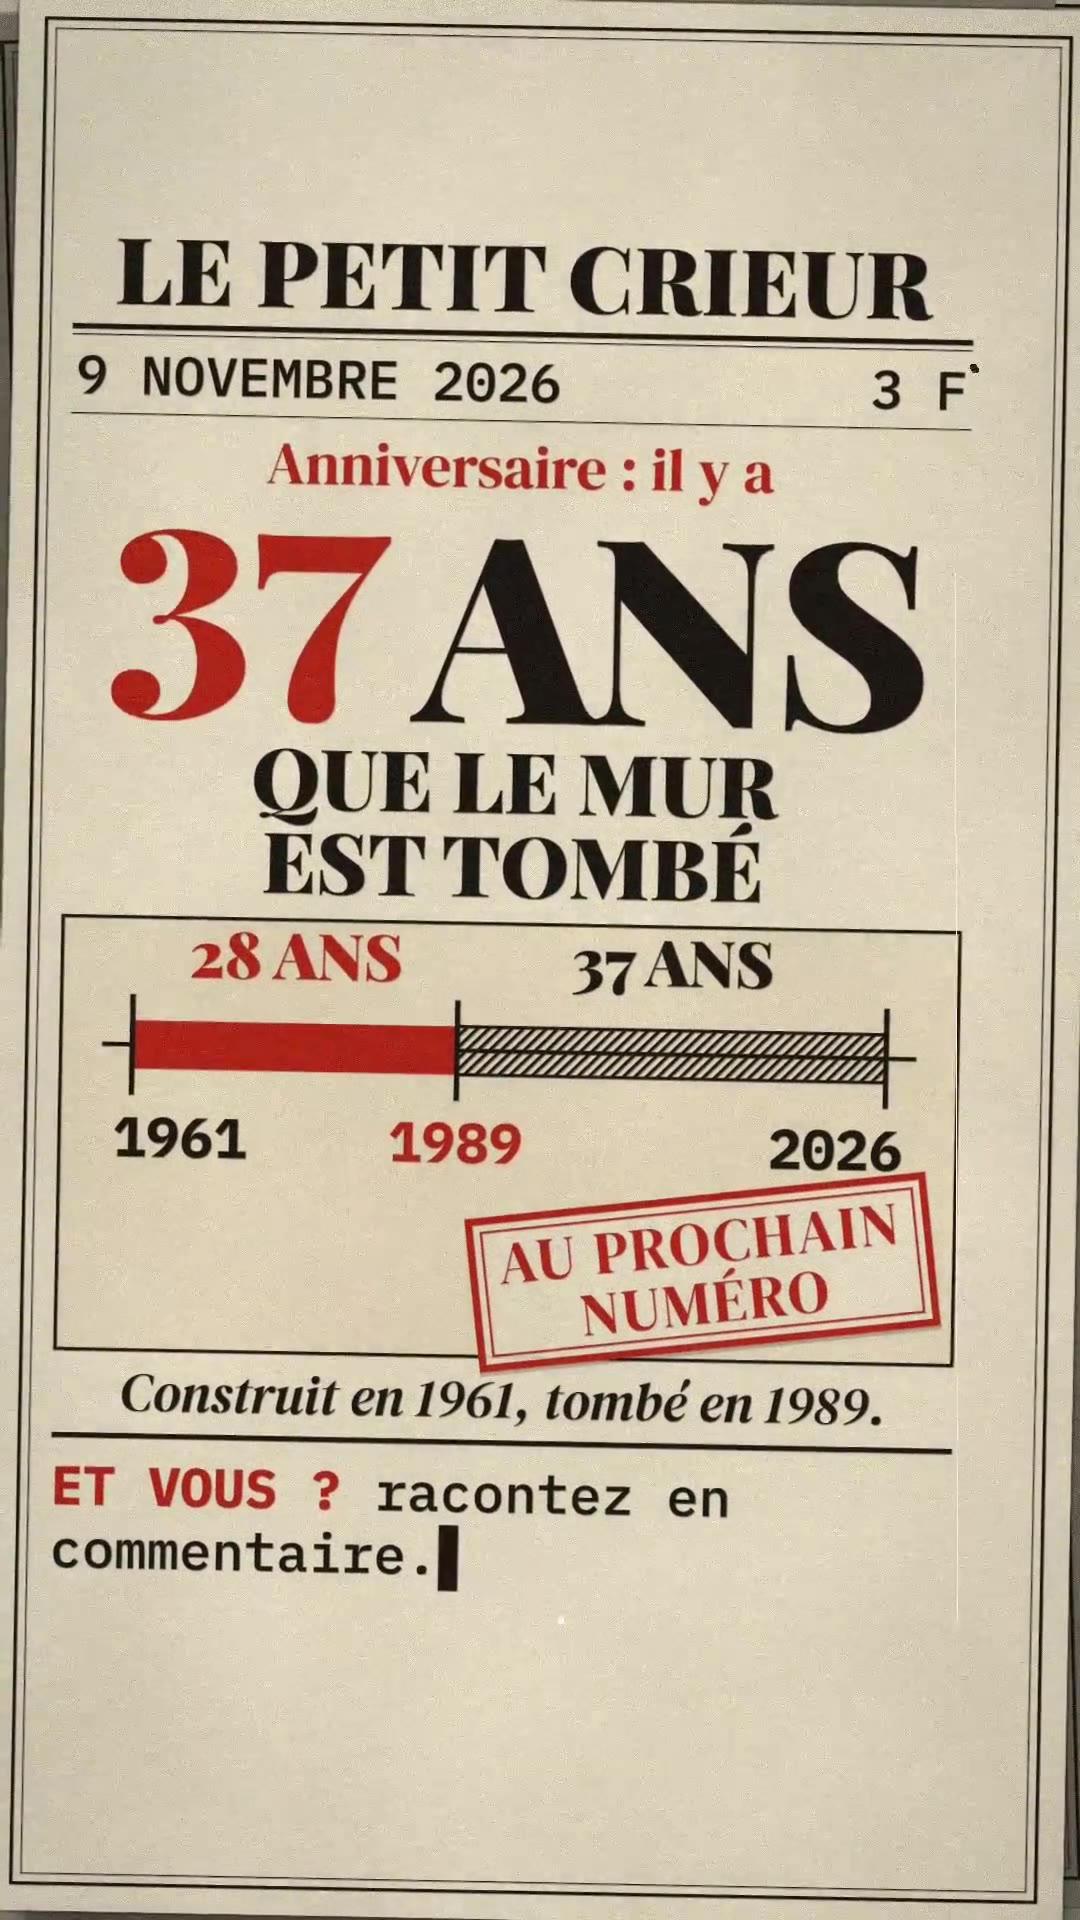 LE PETIT CRIEUR
9 NOVEMBRE 2026 3 F
Anniversaire : il y a
37 ANS
QUE LE MUR
EST TOMBÉ
28 ANS 37 ANS
1961 1989 2026
AU PROCHAIN
NUMÉRO
Construit en 1961, tombé en 1989.
ET VOUS ? racontez en
commentaire.